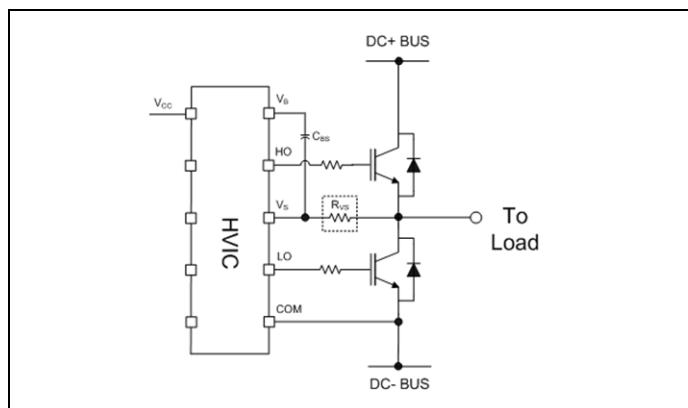 DC+ BUS
VCC
VB
CBS
HO
VS
RVS
To
Load
HVIC
LO
COM
DC- BUS